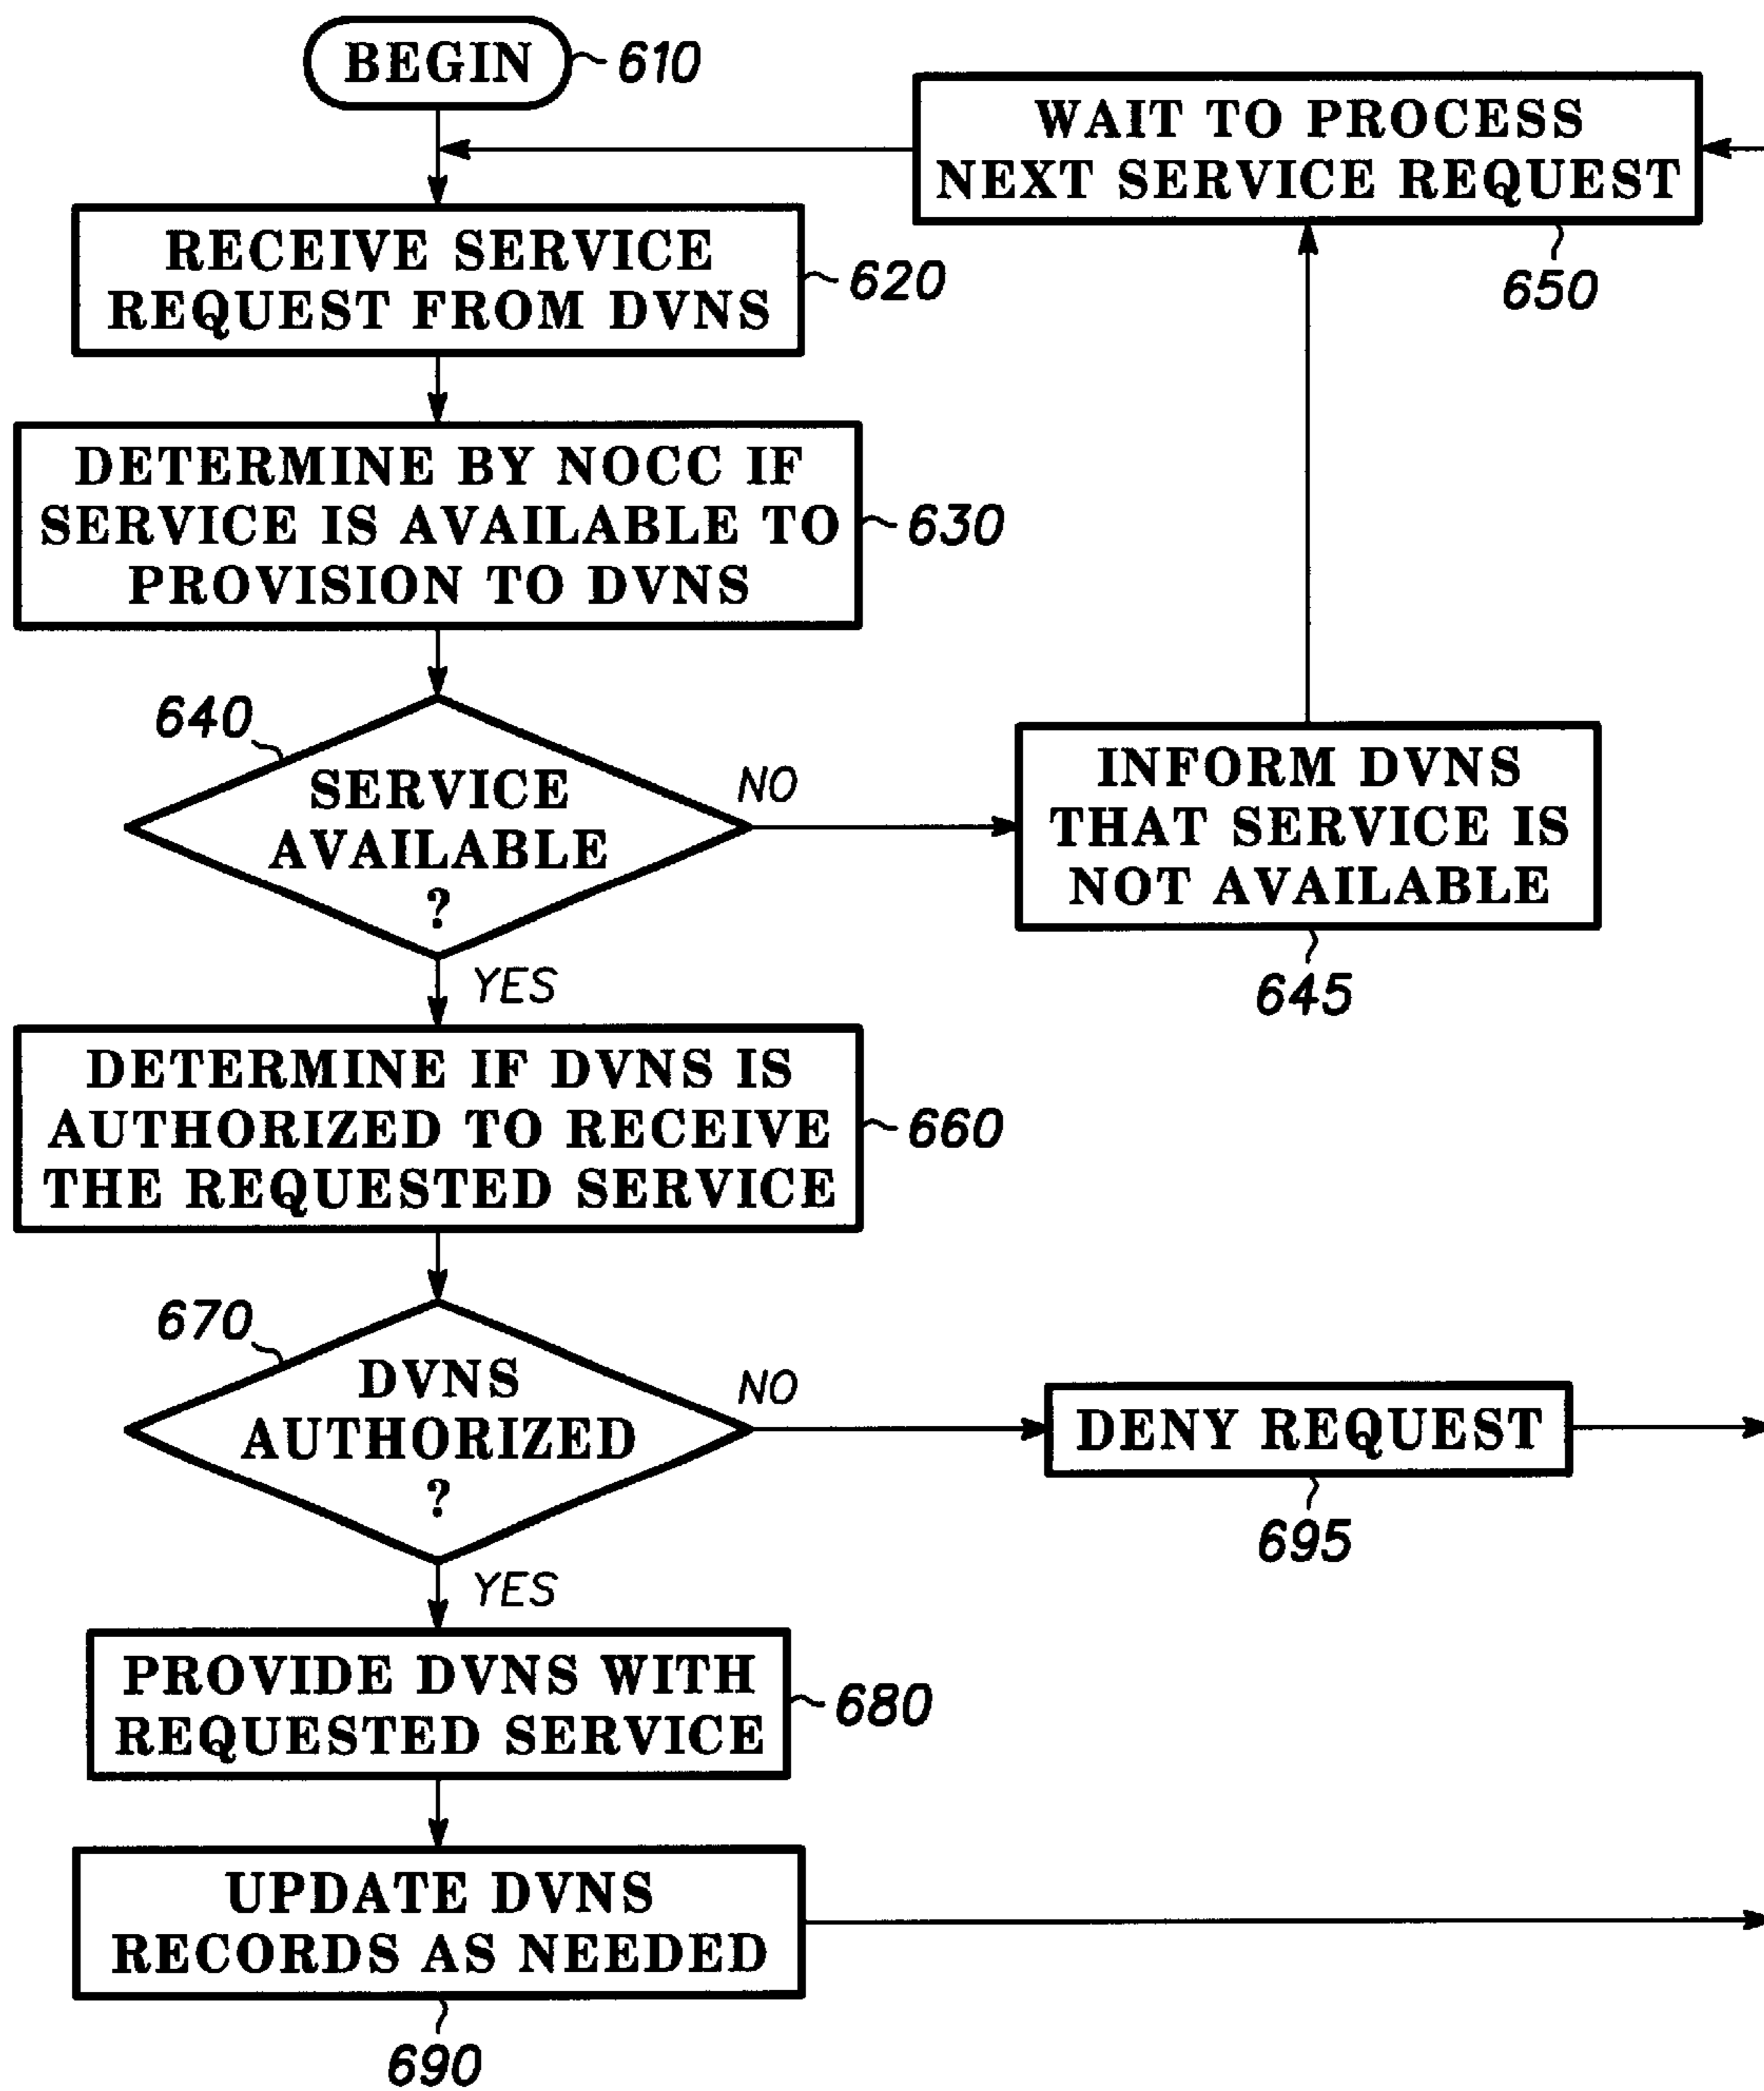 BEGIN
610
WAIT TO PROCESS
NEXT SERVICE REQUEST
650
RECEIVE SERVICE
REQUEST FROM DVNS
620
DETERMINE BY NOCC IF
SERVICE IS AVAILABLE TO
PROVISION TO DVNS
630
640
SERVICE
AVAILABLE
?
NO
YES
INFORM DVNS
THAT SERVICE IS
NOT AVAILABLE
645
DETERMINE IF DVNS IS
AUTHORIZED TO RECEIVE
THE REQUESTED SERVICE
660
670
DVNS
AUTHORIZED
?
NO
YES
DENY REQUEST
695
PROVIDE DVNS WITH
REQUESTED SERVICE
680
UPDATE DVNS
RECORDS AS NEEDED
690